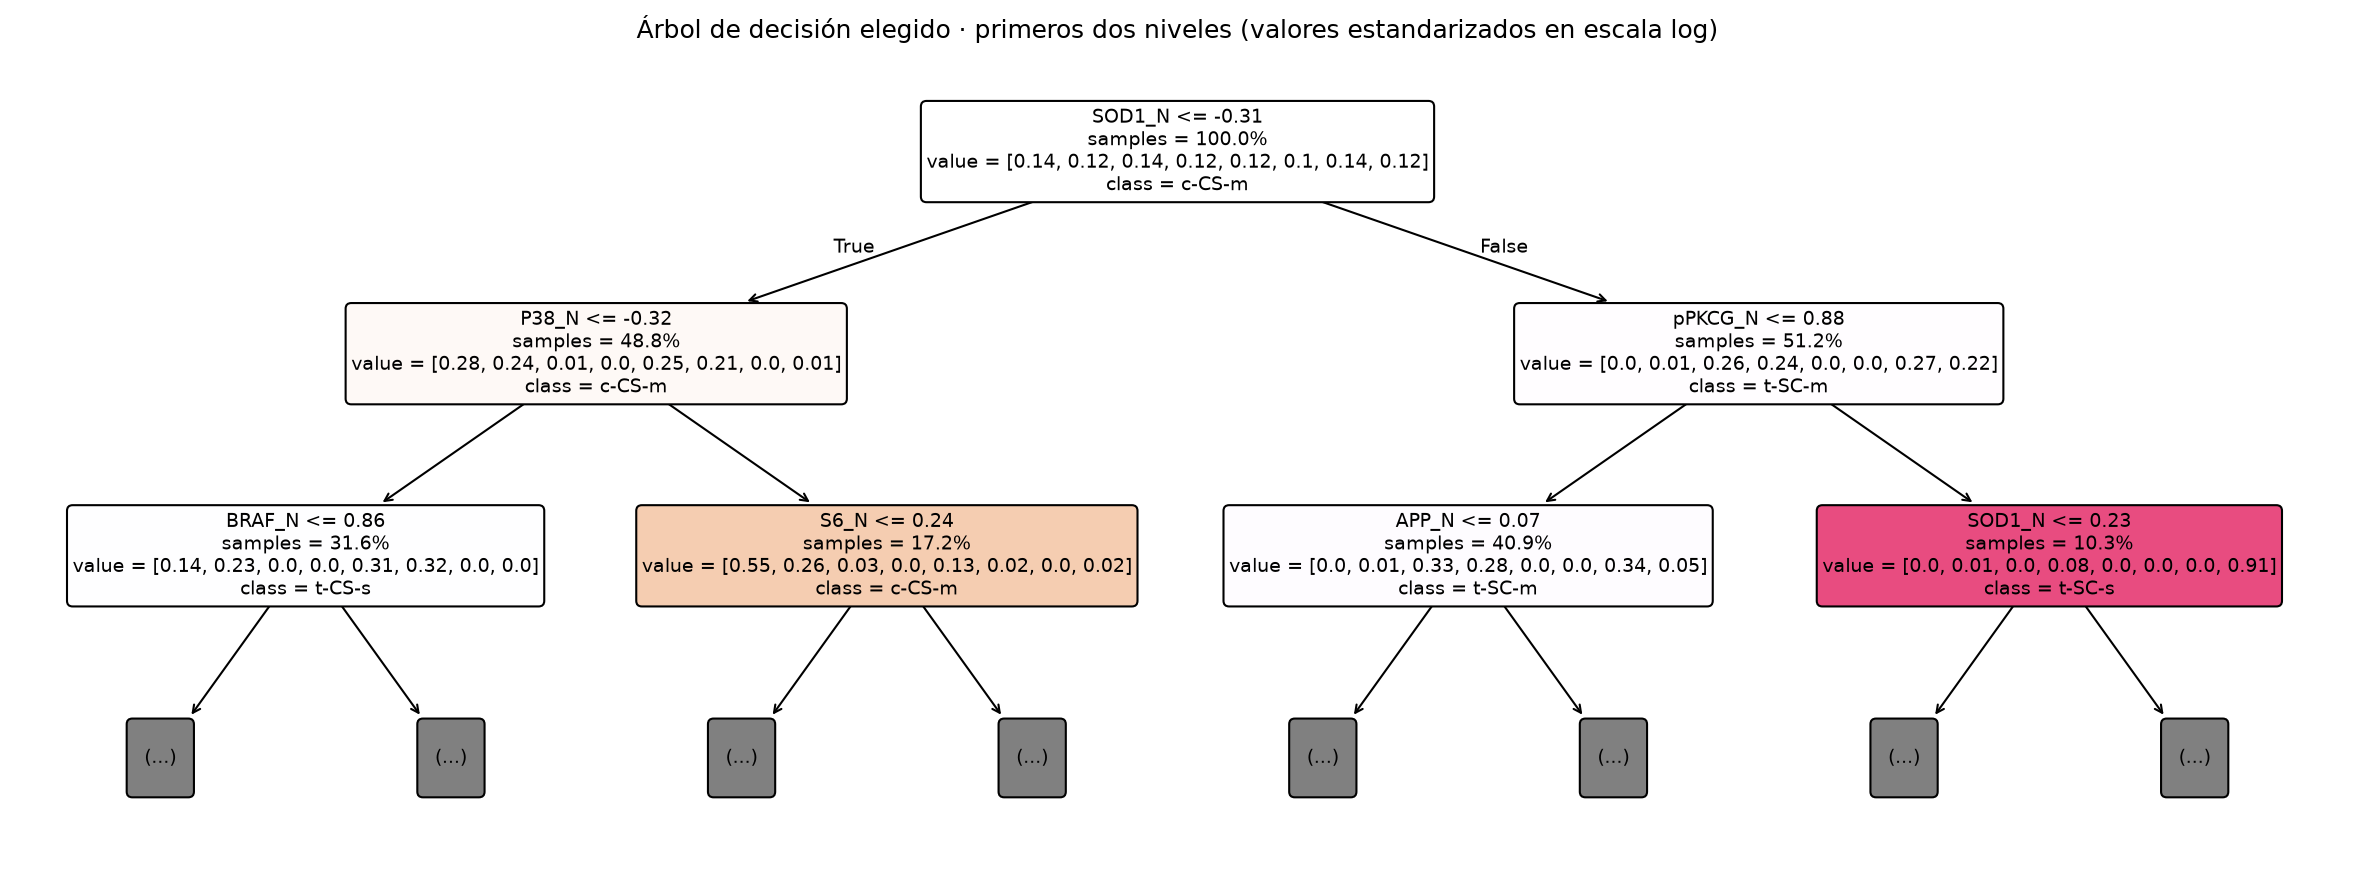 Árbol de decisión elegido · primeros dos niveles (valores estandarizados en escala log)
SOD1_N <= -0.31
samples = 100.0%
value = [0.14, 0.12, 0.14, 0.12, 0.12, 0.1, 0.14, 0.12]
class = c-CS-m
True
False
P38_N <= -0.32
samples = 48.8%
value = [0.28, 0.24, 0.01, 0.0, 0.25, 0.21, 0.0, 0.01]
class = c-CS-m
pPKCG_N <= 0.88
samples = 51.2%
value = [0.0, 0.01, 0.26, 0.24, 0.0, 0.0, 0.27, 0.22]
class = t-SC-m
BRAF_N <= 0.86
samples = 31.6%
value = [0.14, 0.23, 0.0, 0.0, 0.31, 0.32, 0.0, 0.0]
class = t-CS-s
S6_N <= 0.24
samples = 17.2%
value = [0.55, 0.26, 0.03, 0.0, 0.13, 0.02, 0.0, 0.02]
class = c-CS-m
APP_N <= 0.07
samples = 40.9%
value = [0.0, 0.01, 0.33, 0.28, 0.0, 0.0, 0.34, 0.05]
class = t-SC-m
SOD1_N <= 0.23
samples = 10.3%
value = [0.0, 0.01, 0.0, 0.08, 0.0, 0.0, 0.0, 0.91]
class = t-SC-s
(...)
(...)
(...)
(...)
(...)
(...)
(...)
(...)